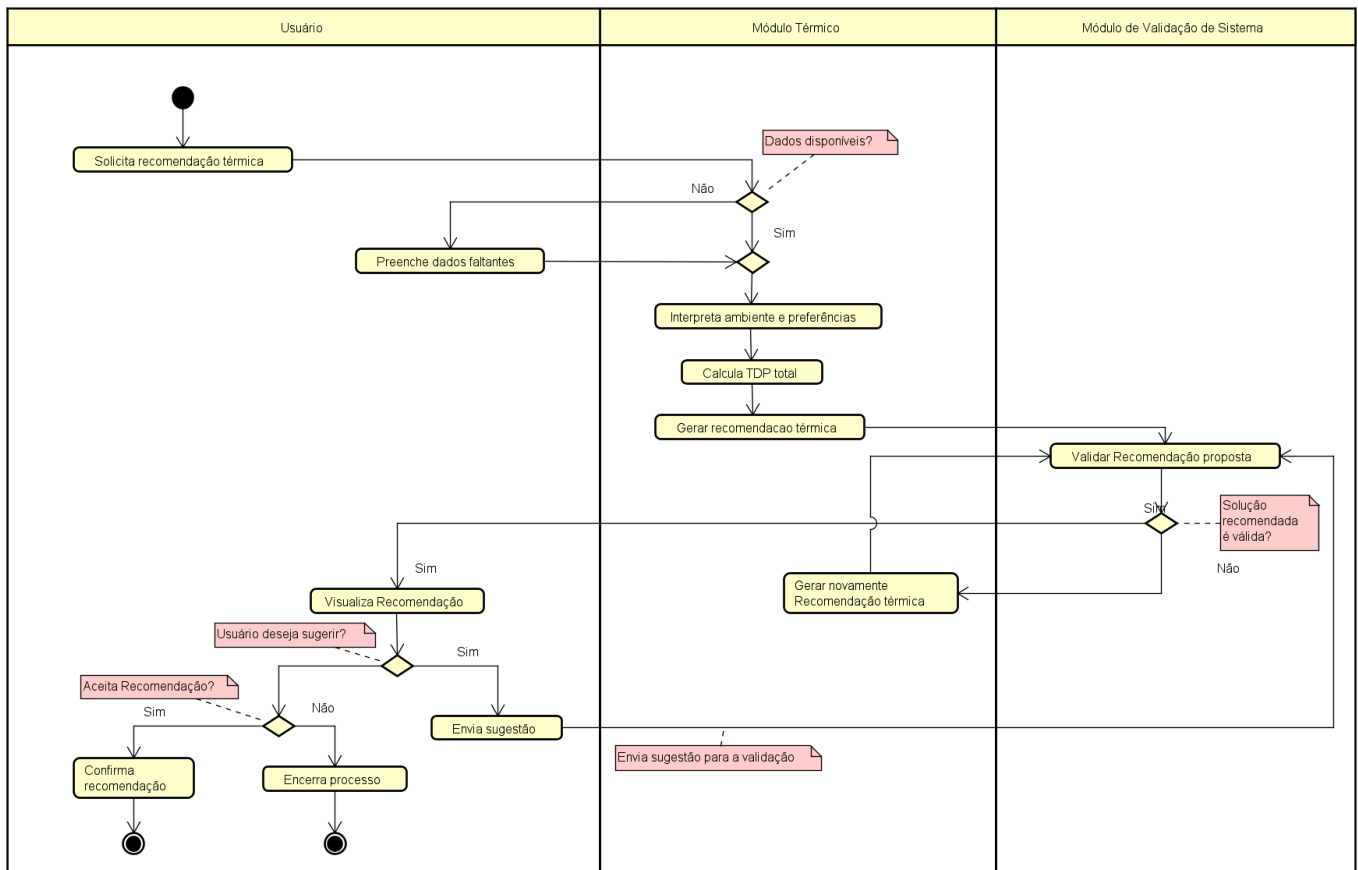 Usuário
Módulo Térmico
Módulo de Validação de Sistema
Dados disponíveis?
Solicita recomendação térmica
Não
Sim
Preenche dados faltantes
Interpreta ambiente e preferências
Calcula TDP total
Gerar recomendacao térmica
Validar Recomendação proposta
Sim
Solução
recomendada
é válida?
Não
Sim
Gerar novamente
Recomendação térmica
Visualiza Recomendação
Usuário deseja sugerir?
Sim
Aceita Recomendação?
Sim
Não
Envia sugestão
Envia sugestão para a validação
Confirma
recomendação
Encerra processo